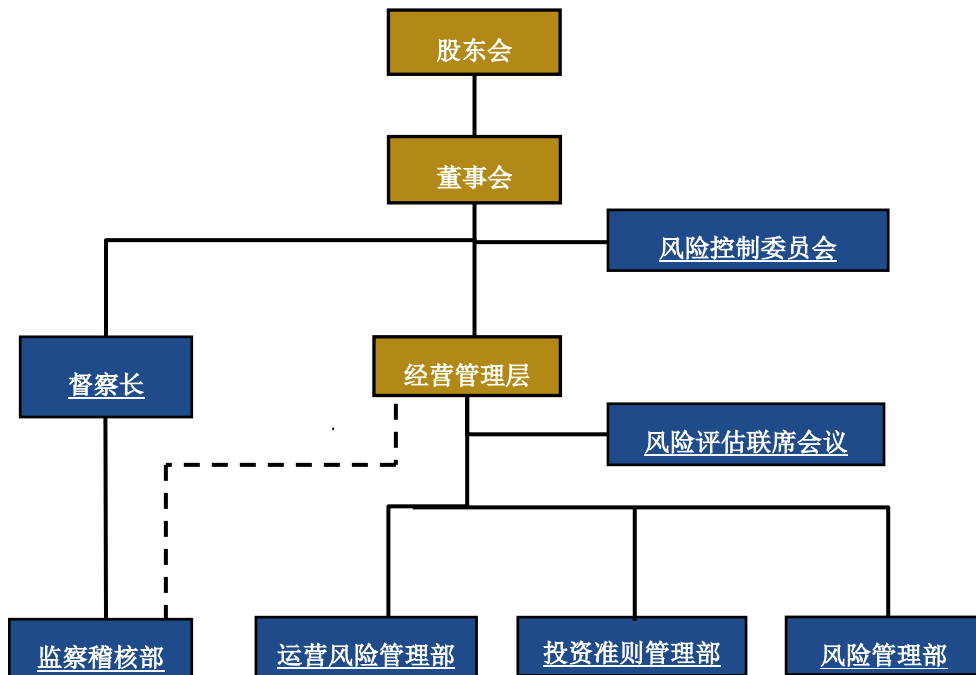 股东会
董事会
风险控制委员会
督察长
经营管理层
风险评估联席会议
监察稽核部
运营风险管理部
投资准则管理部
风险管理部